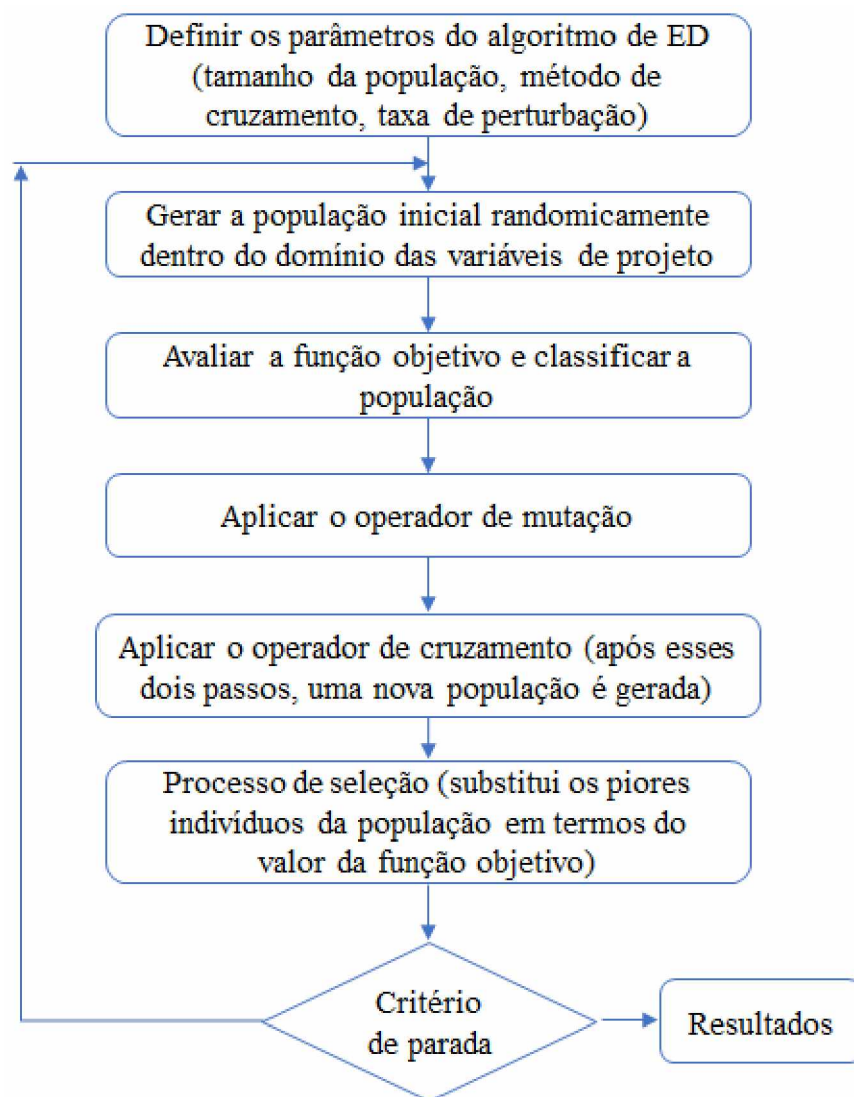 Definir os parâmetros do algoritmo de ED
(tamanho da população, método de
cruzamento, taxa de perturbação)
Gerar a população inicial randomicamente
dentro do domínio das variáveis de projeto
Avaliar a função objetivo e classificar a
população
Aplicar o operador de mutação
Aplicar o operador de cruzamento (após esses
dois passos, uma nova população é gerada)
Processo de seleção (substitui os piores
indivíduos da população em termos do
valor da função objetivo)
Critério
de parada
Resultados